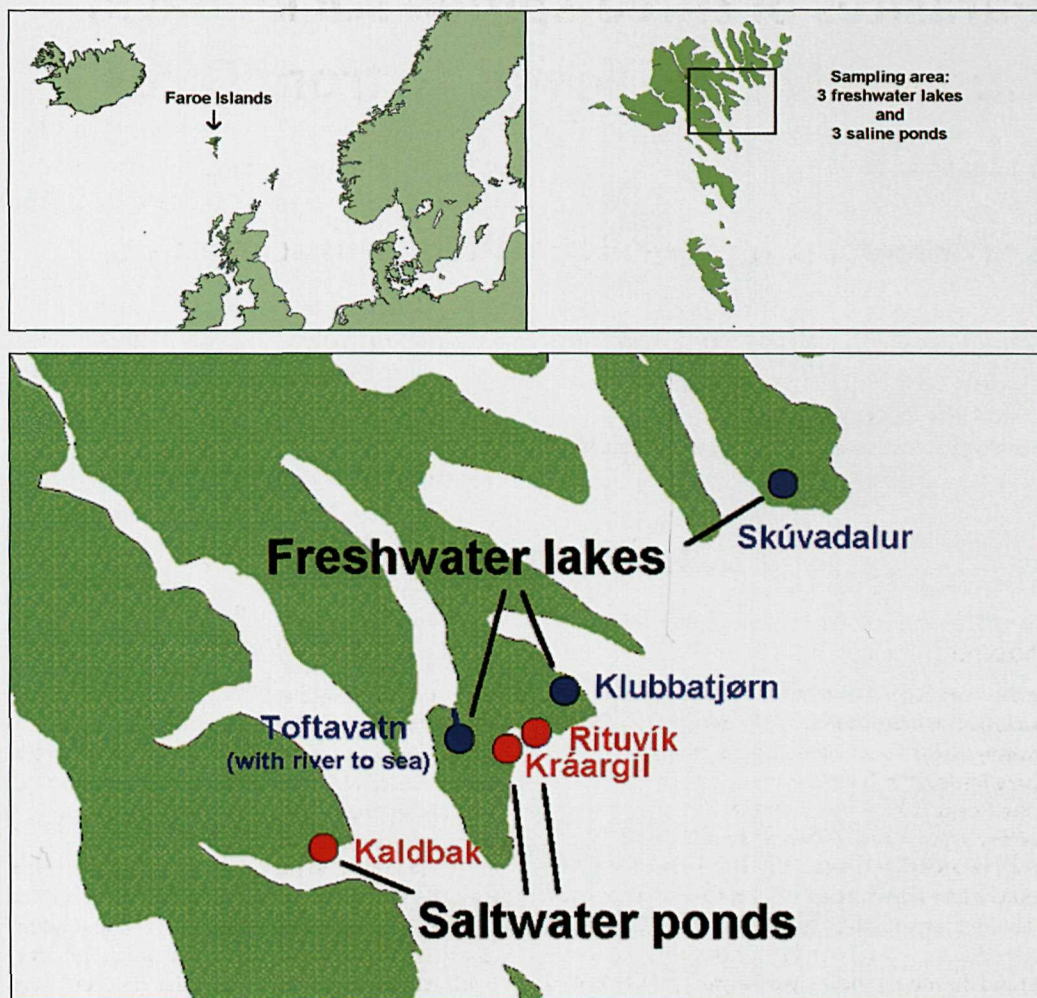 Faroe Islands
Sampling area:
3 freshwater lakes
and
3 saline ponds
Freshwater lakes
Skúvadalur
Klubbatjørn
Toftavatn
(with river to sea)
Rituvík
Kráargil
Kaldbak
Saltwater ponds